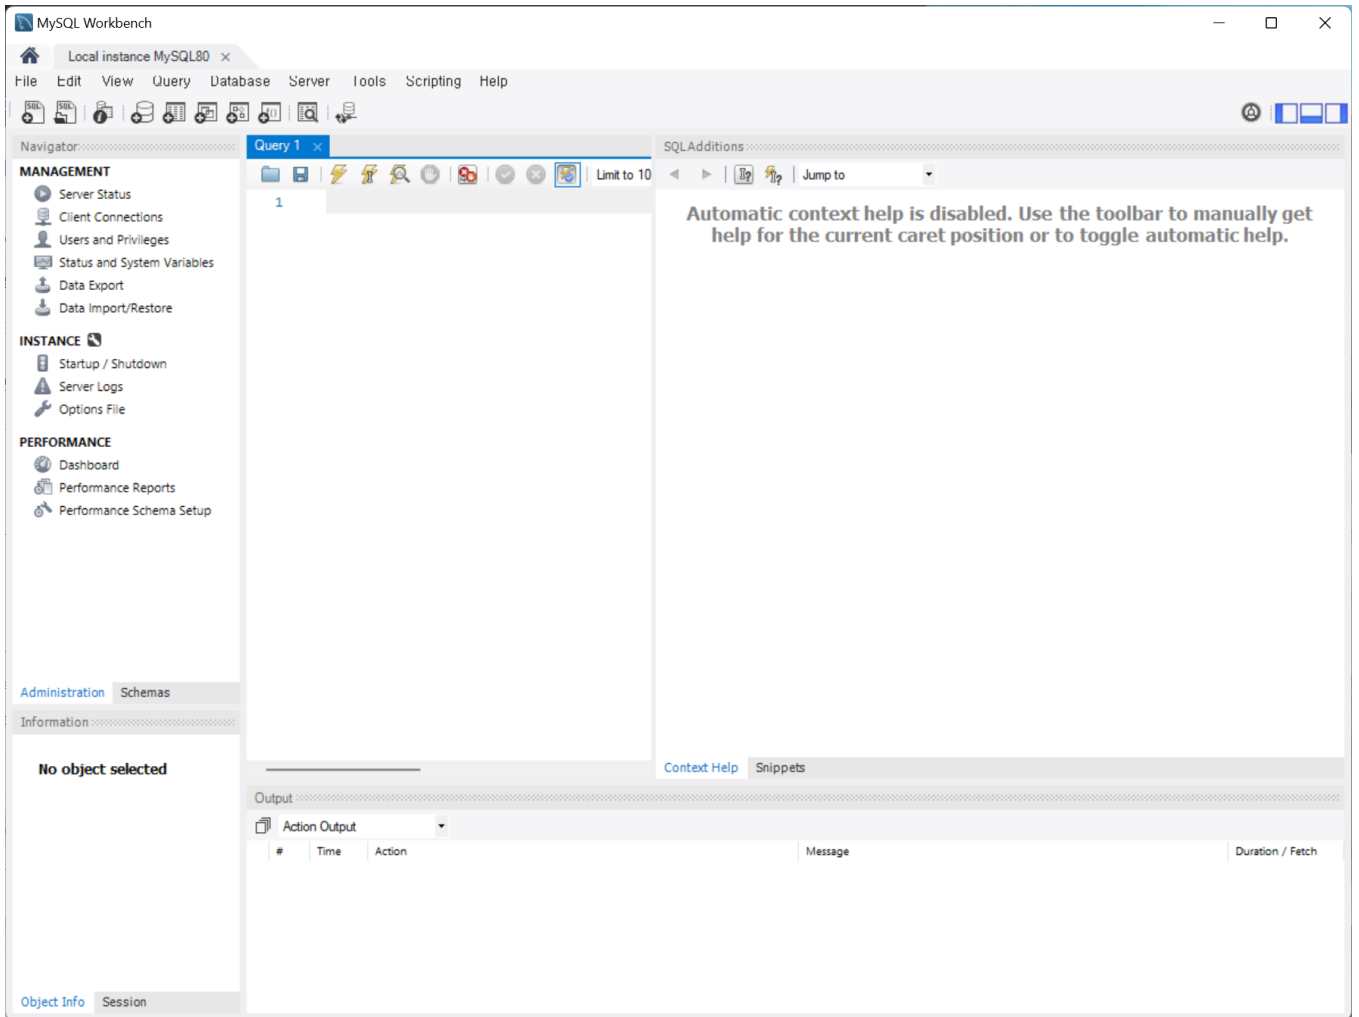 MySQL Workbench
Local instance MySQL80
File Edit View Query Database Server Tools Scripting Help
Navigator
MANAGEMENT
Server Status
Client Connections
Users and Privileges
Status and System Variables
Data Export
Data Import/Restore
INSTANCE
Startup / Shutdown
Server Logs
Options File
PERFORMANCE
Dashboard
Performance Reports
Performance Schema Setup
Administration Schemas
Information
No object selected
Object Info Session
Query 1
Limit to 10
1
SQLAdditions
Jump to
Automatic context help is disabled. Use the toolbar to manually get
help for the current caret position or to toggle automatic help.
Context Help Snippets
Output
Action Output
# Time Action Message Duration / Fetch